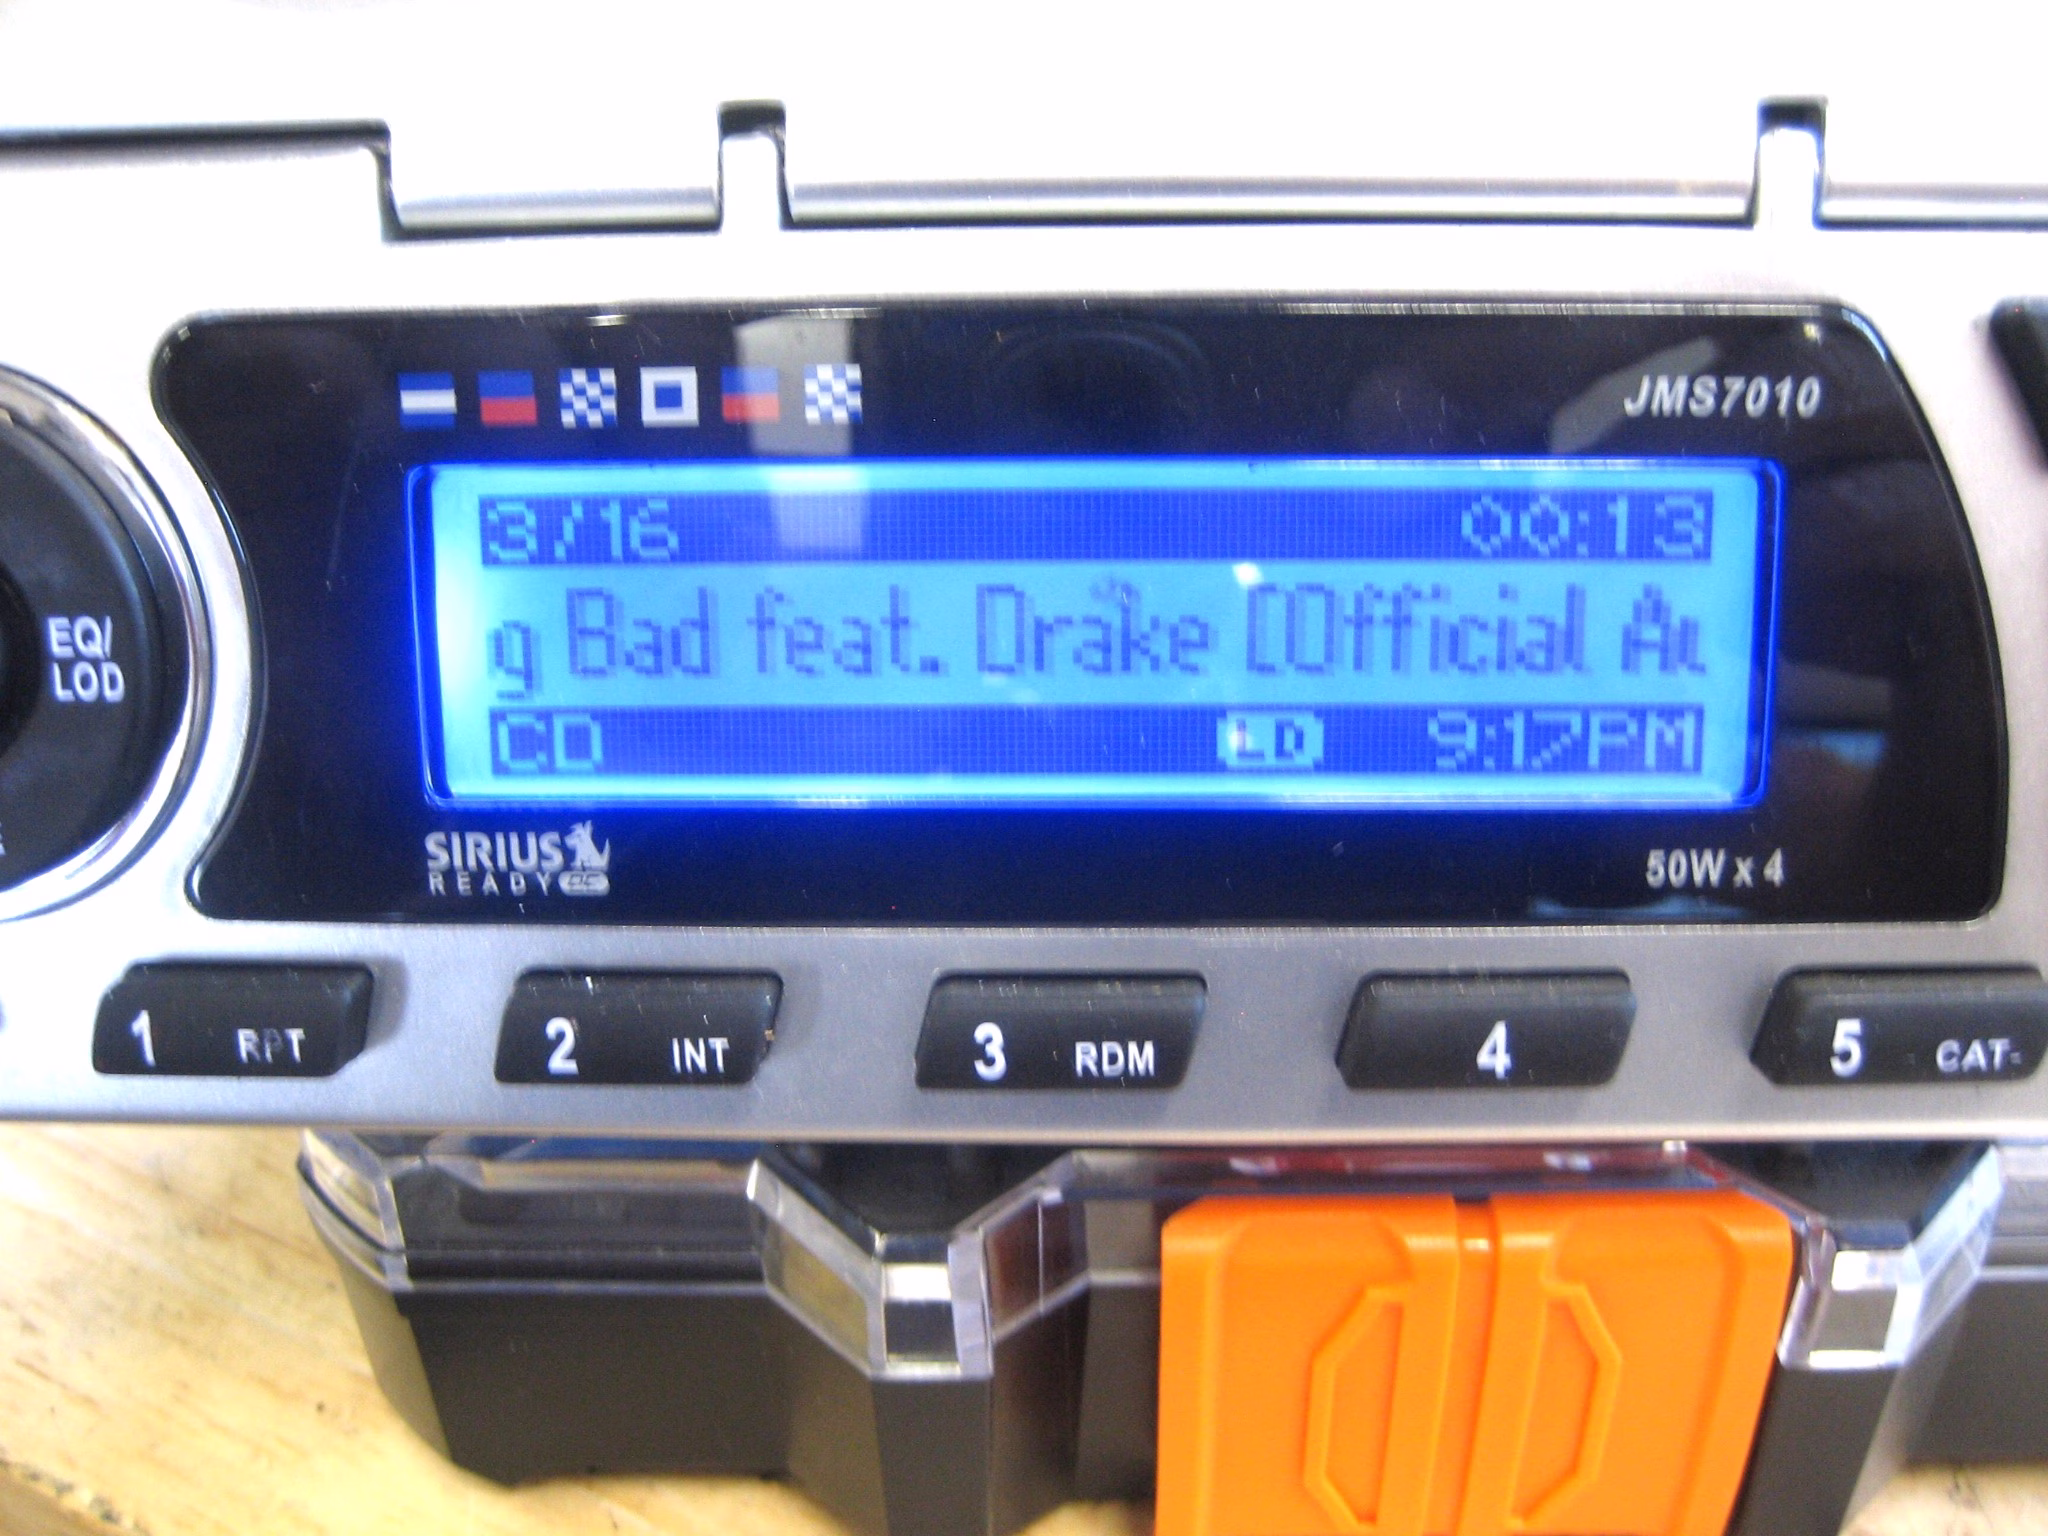 JMS7010
3/16 00:13
g Bad feat. Drake [Official Au
CD LD 9:17PM
EQ/
LOD
SIRIUS
READY
50W x 4
1 RPT
2 INT
3 RDM
4
5 CAT-